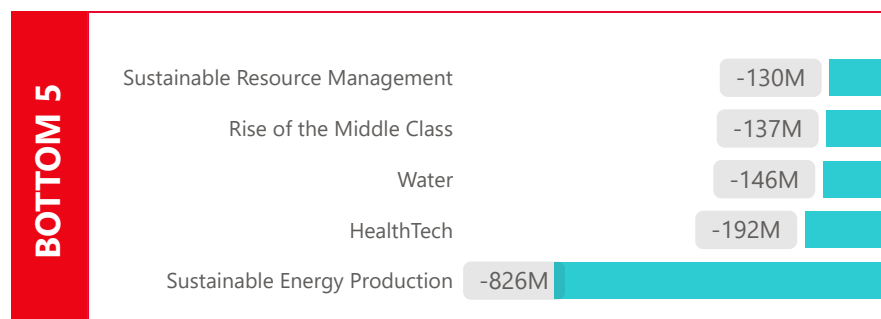 BOTTOM 5
Sustainable Resource Management -130M
Rise of the Middle Class -137M
Water -146M
HealthTech -192M
Sustainable Energy Production -826M